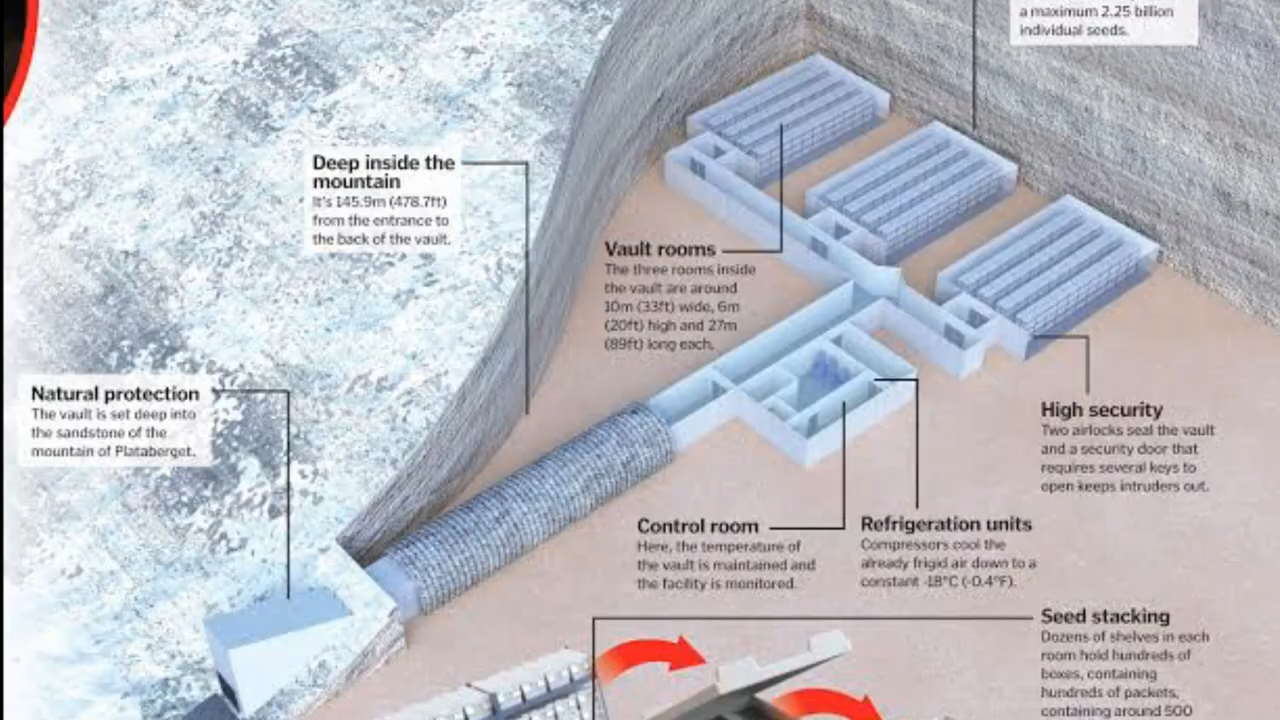 a maximum 2.25 billion
individual seeds.
Deep inside the
mountain
It's 145.9m (478.7ft)
from the entrance to
the back of the vault.
Vault rooms
The three rooms inside
the vault are around
10m (33ft) wide, 6m
(20ft) high and 27m
(89ft) long each.
Natural protection
The vault is set deep into
the sandstone of the
mountain of Plataberget.
High security
Two airlocks seal the vault
and a security door that
requires several keys to
open keeps intruders out.
Control room
Here, the temperature of
the vault is maintained and
the facility is monitored.
Refrigeration units
Compressors cool the
already frigid air down to a
constant -18°C (-0.4°F).
Seed stacking
Dozens of shelves in each
room hold hundreds of
boxes, containing
hundreds of packets,
containing around 500